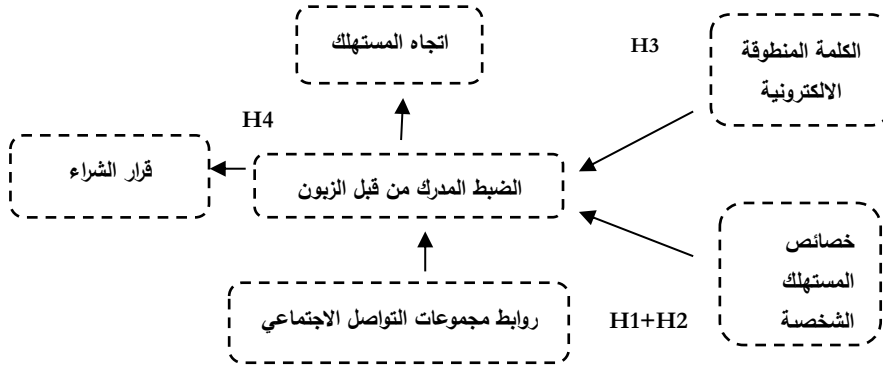 اتجاه المستهلك
H3
الكلمة المنطوقة
الالكترونية
H4
قرار الشراء
الضبط المدرك من قبل الزبون
خصائص
المستهلك
الشخصية
روابط مجموعات التواصل الاجتماعي
H1+H2